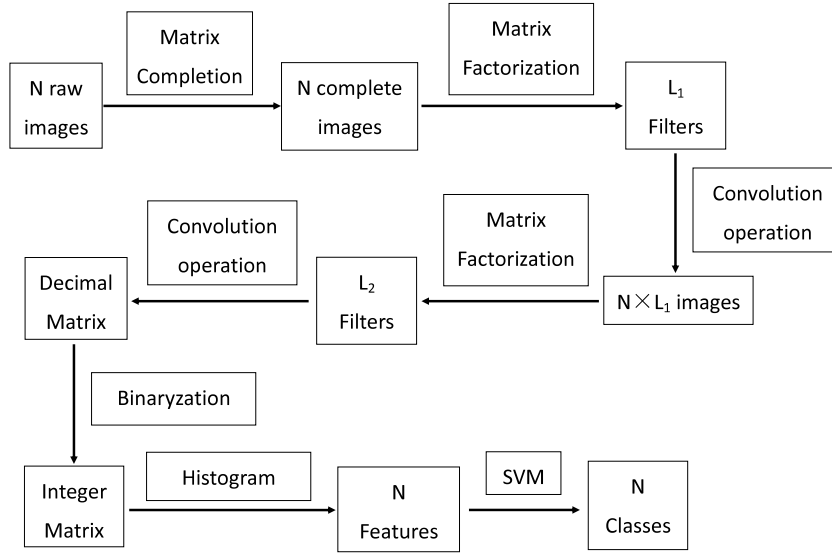 N raw
images
Matrix
Completion
N complete
images
Matrix
Factorization
L₁
Filters
Convolution
operation
N×L₁ images
Matrix
Factorization
L₂
Filters
Convolution
operation
Decimal
Matrix
Binaryzation
Integer
Matrix
Histogram
N
Features
SVM
N
Classes